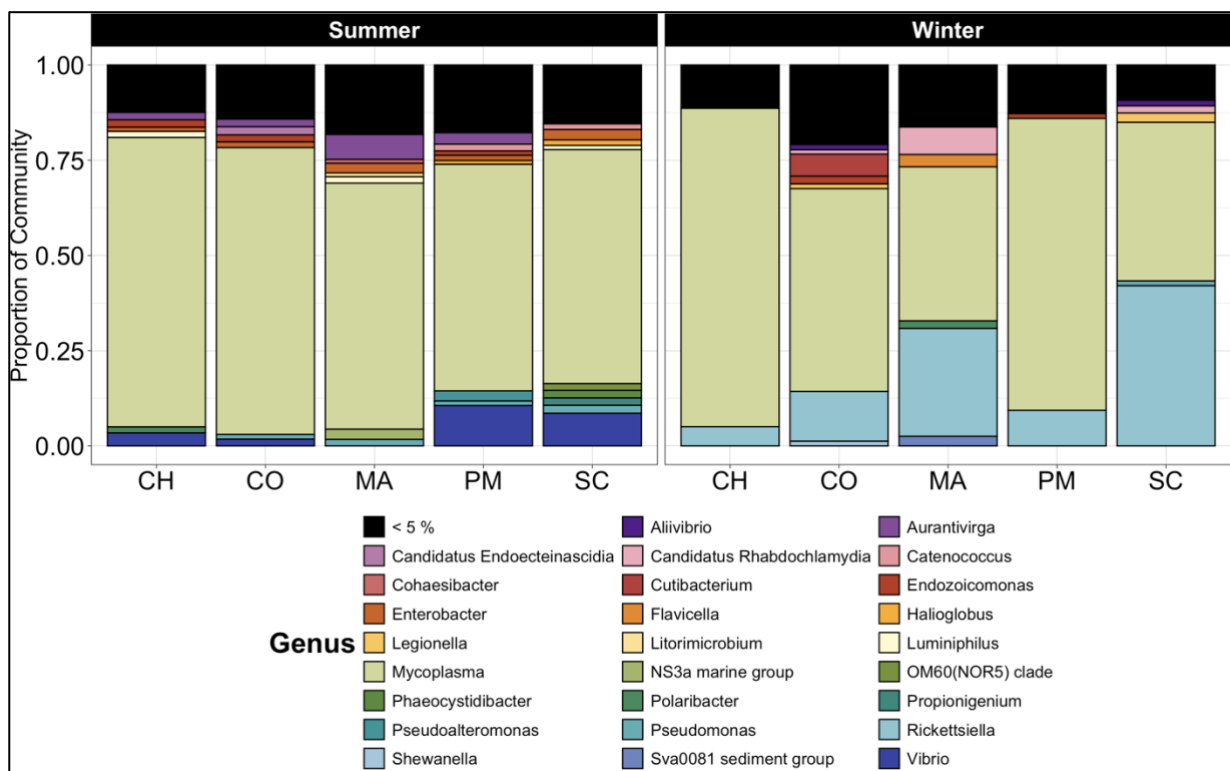 Summer Winter
1.00
0.75
0.50
0.25
0.00
Proportion of Community
CH CO MA PM SC CH CO MA PM SC
Genus
< 5 % Aliivibrio Aurantivirga
Candidatus Endoecteinascidia Candidatus Rhabdochlamydia Catenococcus
Cohaesibacter Cutibacterium Endozoicomonas
Enterobacter Flavicella Halioglobus
Legionella Litorimicrobium Luminiphilus
Mycoplasma NS3a marine group OM60(NOR5) clade
Phaeocystidibacter Polaribacter Propionigenium
Pseudoalteromonas Pseudomonas Rickettsiella
Shewanella Sva0081 sediment group Vibrio